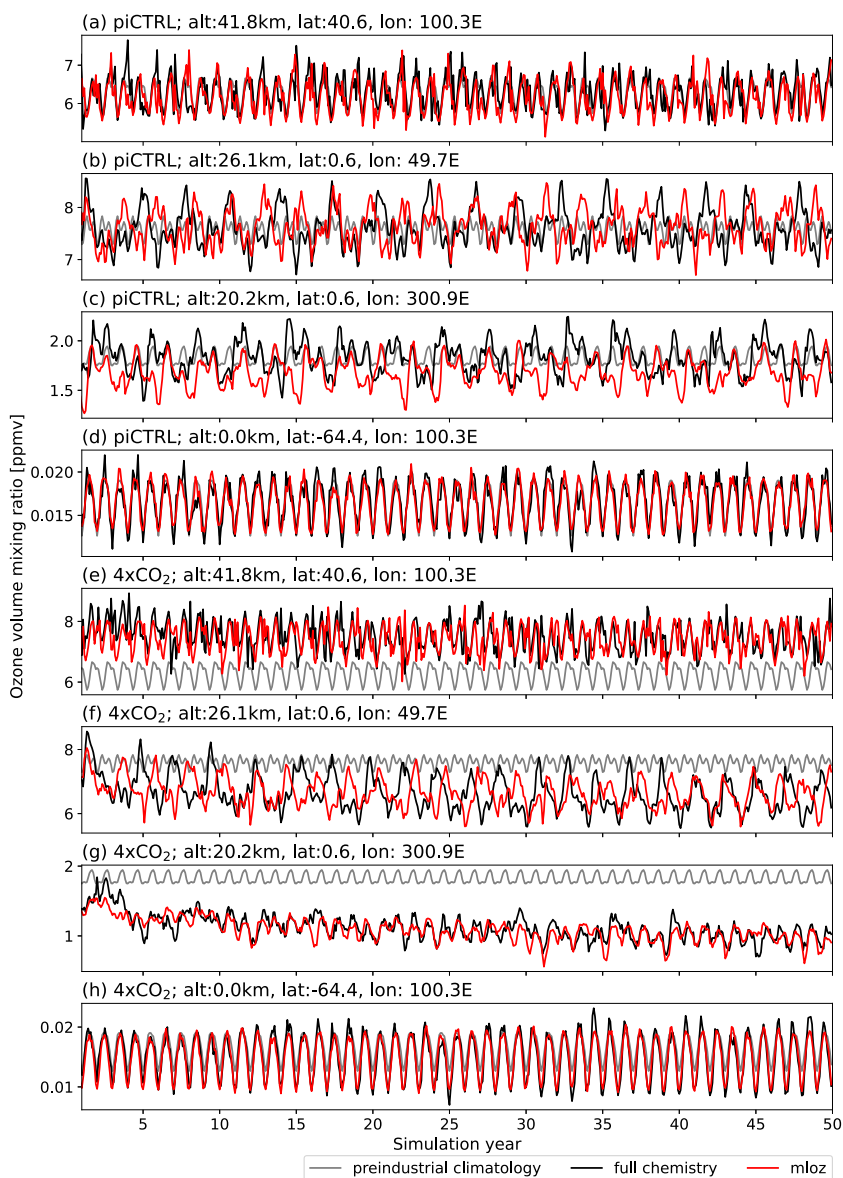 (a) piCTRL; alt:41.8km, lat:40.6, lon: 100.3E
7
6
(b) piCTRL; alt:26.1km, lat:0.6, lon: 49.7E
8
7
(c) piCTRL; alt:20.2km, lat:0.6, lon: 300.9E
2.0
1.5
(d) piCTRL; alt:0.0km, lat:-64.4, lon: 100.3E
0.020
0.015
(e) 4xCO₂; alt:41.8km, lat:40.6, lon: 100.3E
8
6
(f) 4xCO₂; alt:26.1km, lat:0.6, lon: 49.7E
8
6
(g) 4xCO₂; alt:20.2km, lat:0.6, lon: 300.9E
2
1
(h) 4xCO₂; alt:0.0km, lat:-64.4, lon: 100.3E
0.02
0.01
Ozone volume mixing ratio [ppmv]
5 10 15 20 25 30 35 40 45 50
Simulation year
preindustrial climatology full chemistry mloz